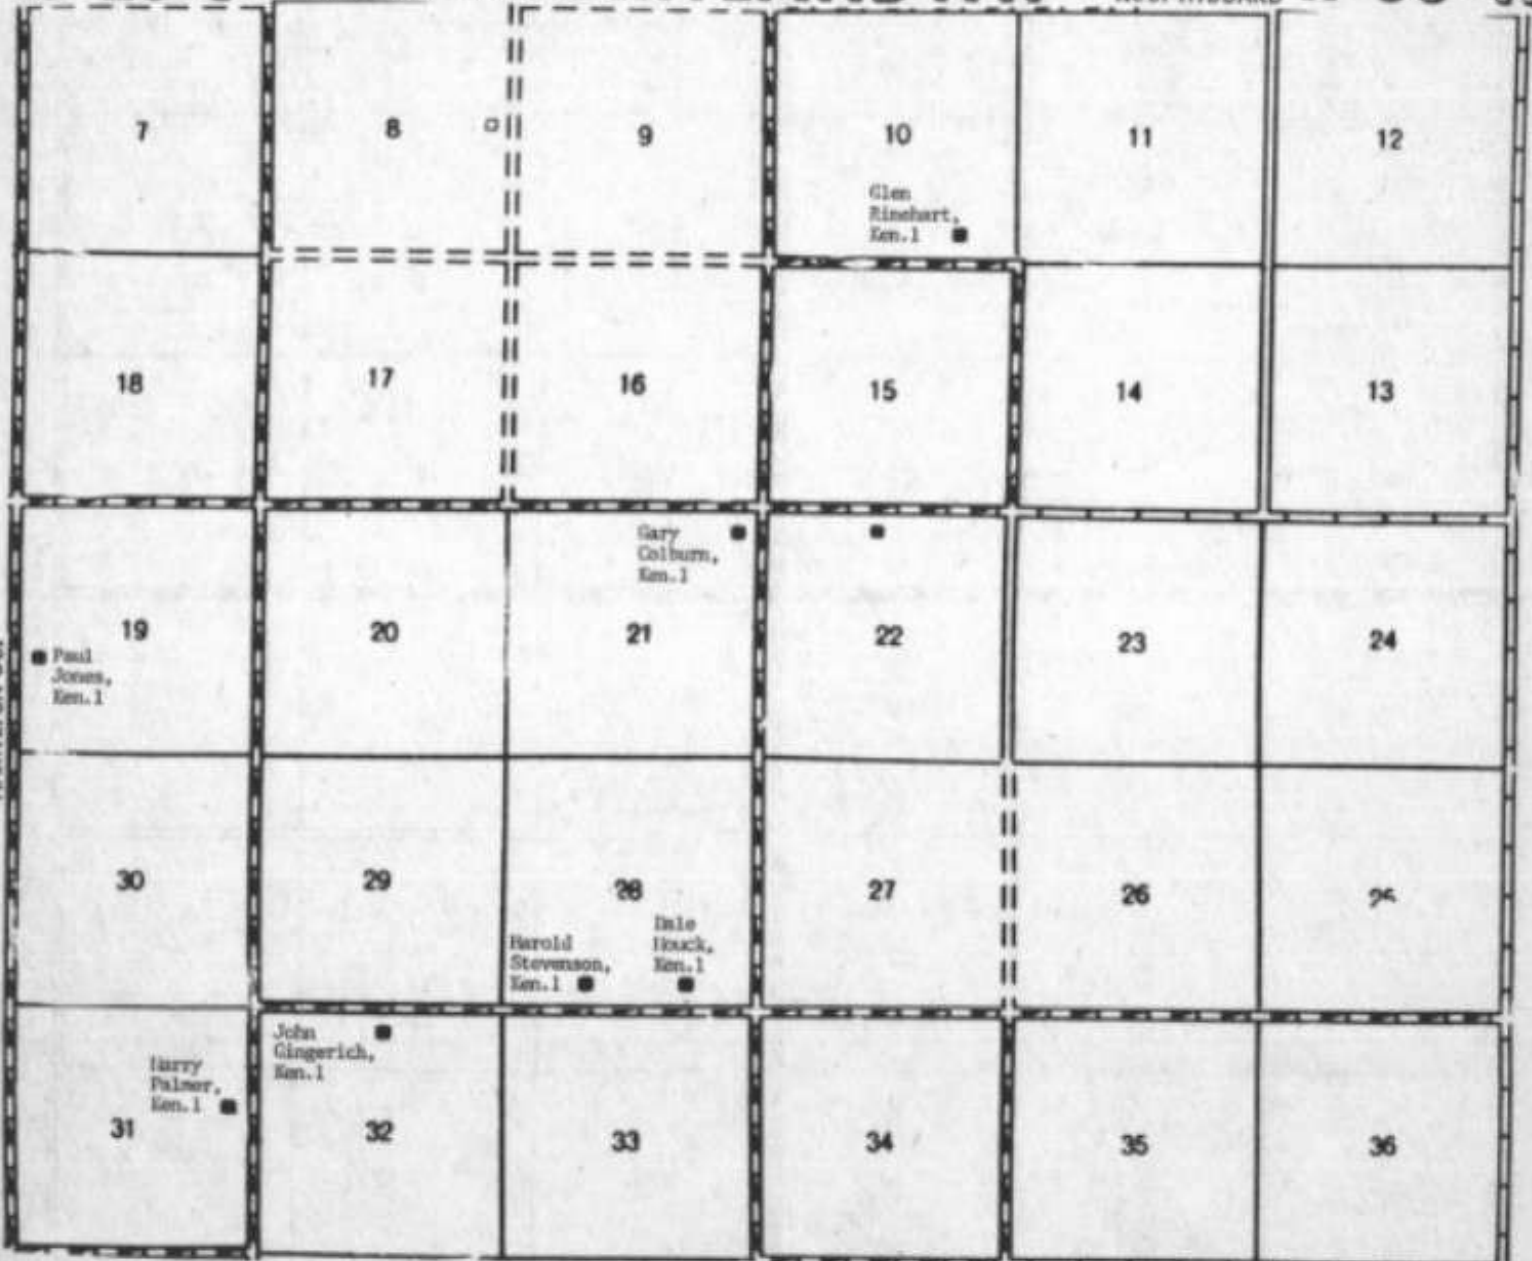 7
8
9
10
11
12
Glen
Rinehart,
Ken.1
18
17
16
15
14
13
Gary
Colburn,
Ken.1
19
20
21
22
23
24
Paul
Jones,
Ken.1
30
29
28
27
26
25
Harold
Stevenson,
Ken.1
Dale
Houck,
Ken.1
John
Gingerich,
Ken.1
Harry
Palmer,
Ken.1
31
32
33
34
35
36